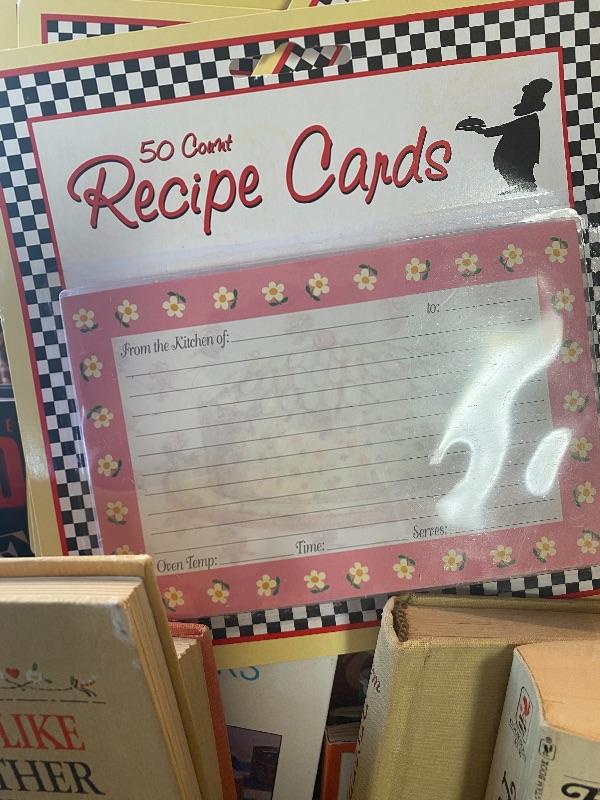 50 Count
Recipe Cards
From the Kitchen of: to:
Oven Temp: Time: Serves:
LIKE
THER